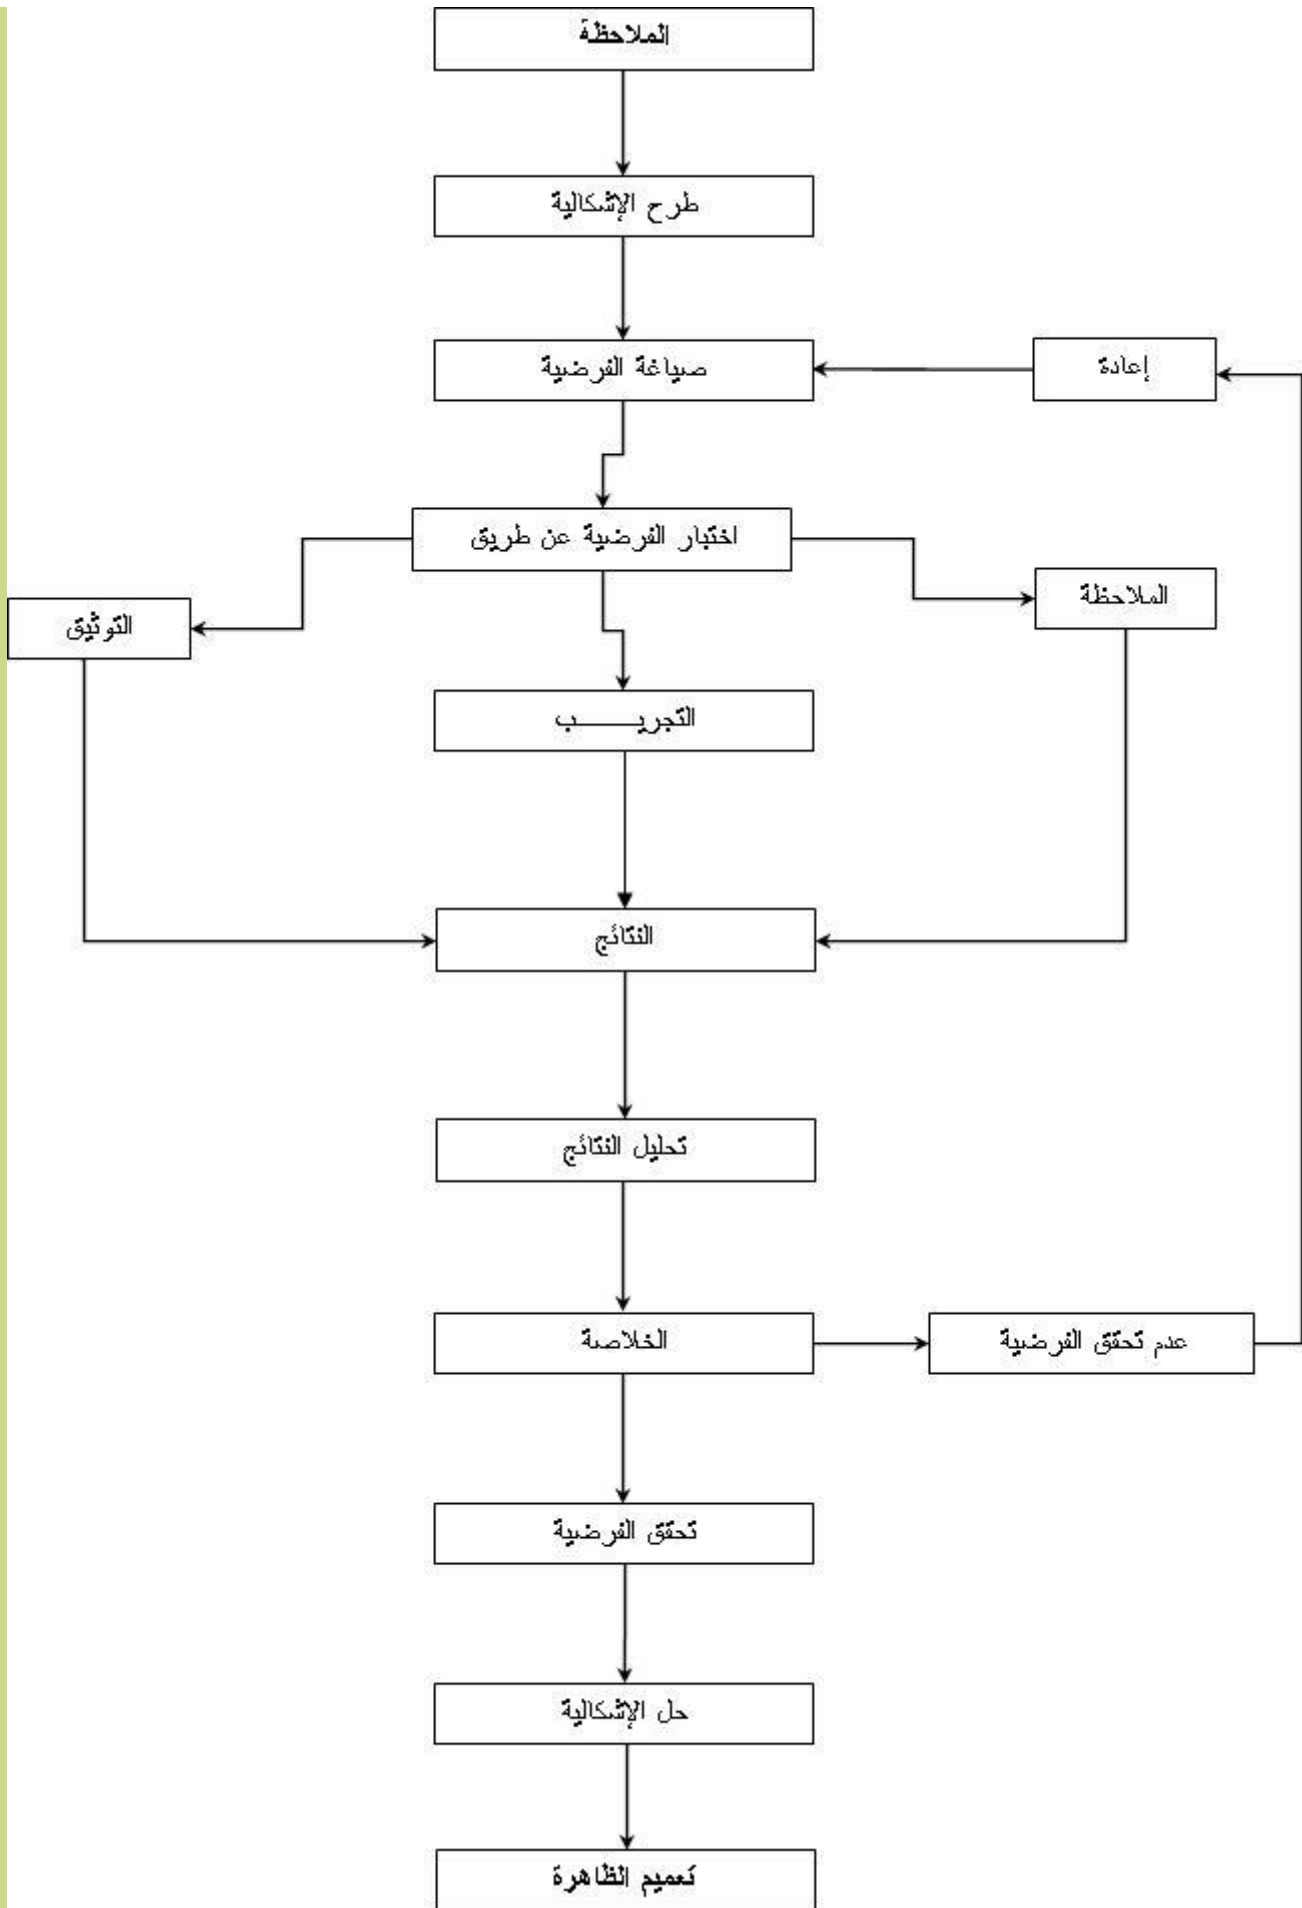 الملاحظة
طرح الإشكالية
صياغة الفرضية
إعادة
اختبار الفرضية عن طريق
الملاحظة
التوثيق
التجريـــــــب
النتائج
تحليل النتائج
الخلاصة
عدم تحقق الفرضية
تحقق الفرضية
حل الإشكالية
تعميم الظاهرة